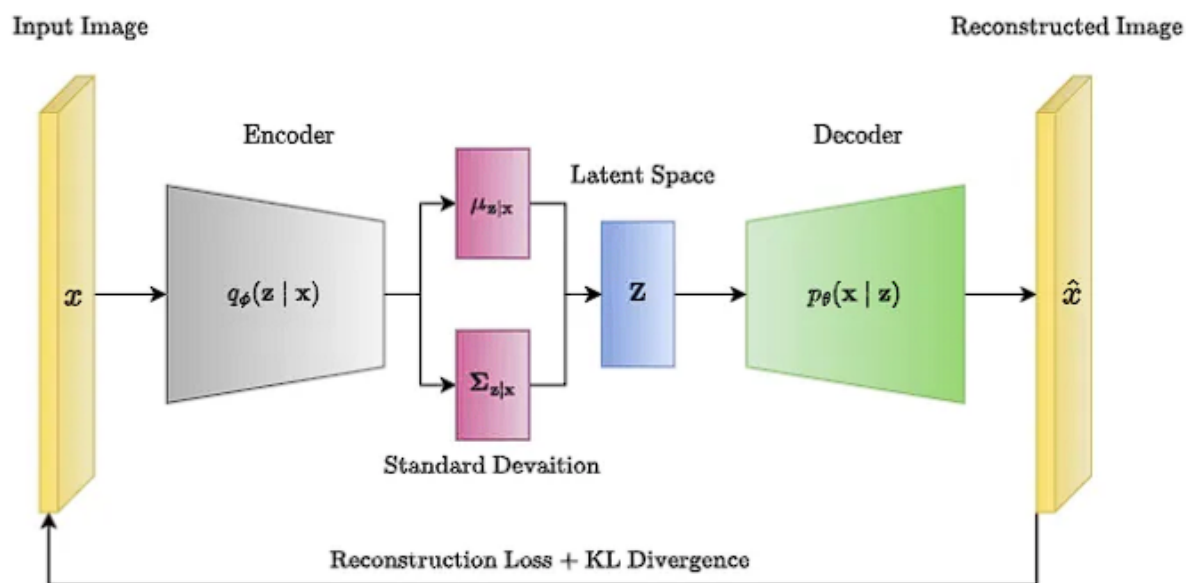 Input Image
Reconstructed Image
Encoder
Decoder
Latent Space
μz|x
x
qϕ(z | x)
Z
pθ(x | z)
x̂
Σz|x
Standard Devaition
Reconstruction Loss + KL Divergence